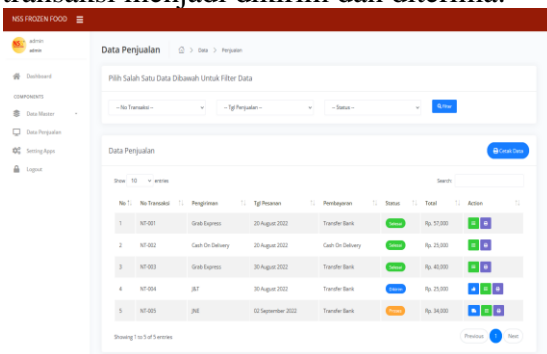 transaksi menjadi dikirim dan diterima.
NSS FROZEN FOOD
admin
admin
Data Penjualan
Data > Penjualan
Dashboard
Pilih Salah Satu Data Dibawah Untuk Filter Data
COMPONENTS
Data Master
-- No Transaksi -- -- Tgl Penjualan -- -- Status --
Data Penjualan
Setting Apps
Logout
Data Penjualan Cetak Data
Show 10 entries Search:
No No Transaksi Pengiriman Tgl Pesanan Pembayaran Status Total Action
1 NT-001 Grab Express 20 August 2022 Transfer Bank Selesai Rp. 57,000
2 NT-002 Cash On Delivery 20 August 2022 Cash On Delivery Selesai Rp. 25,000
3 NT-003 Grab Express 30 August 2022 Transfer Bank Selesai Rp. 40,000
4 NT-004 J&T 30 August 2022 Transfer Bank Rp. 25,000
5 NT-005 JNE 02 September 2022 Transfer Bank Rp. 34,000
Showing 1 to 5 of 5 entries Previous 1 Next